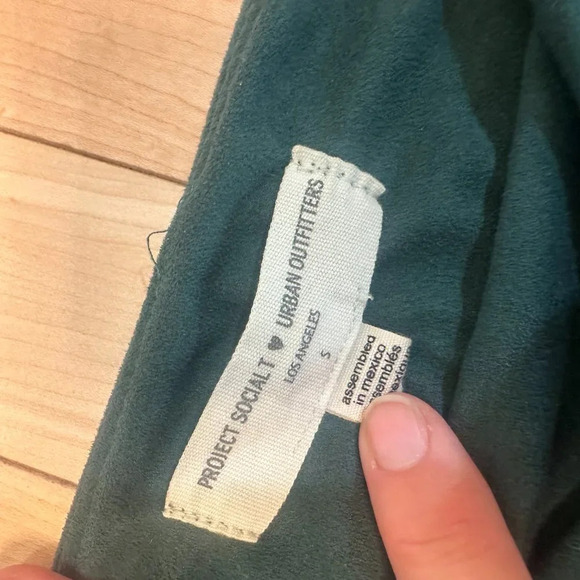 PROJECT SOCIAL T ♥ URBAN OUTFITTERS
LOS ANGELES
S
assembled
in mexico